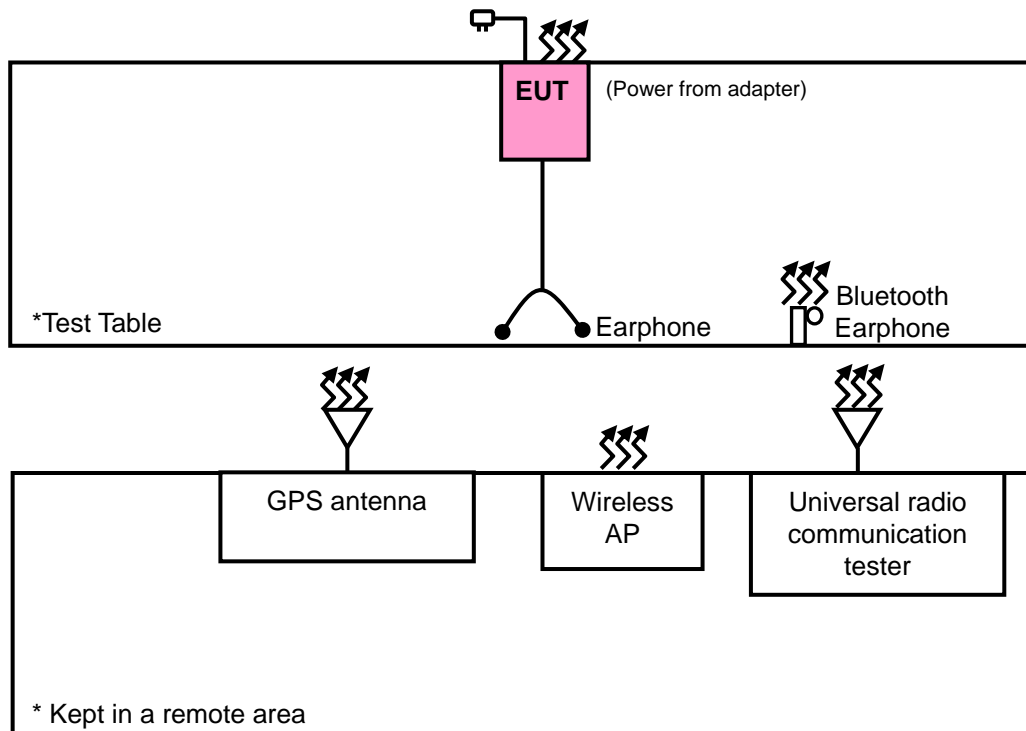 EUT
(Power from adapter)
*Test Table
Earphone
Bluetooth
Earphone
GPS antenna
Wireless
AP
Universal radio
communication
tester
* Kept in a remote area